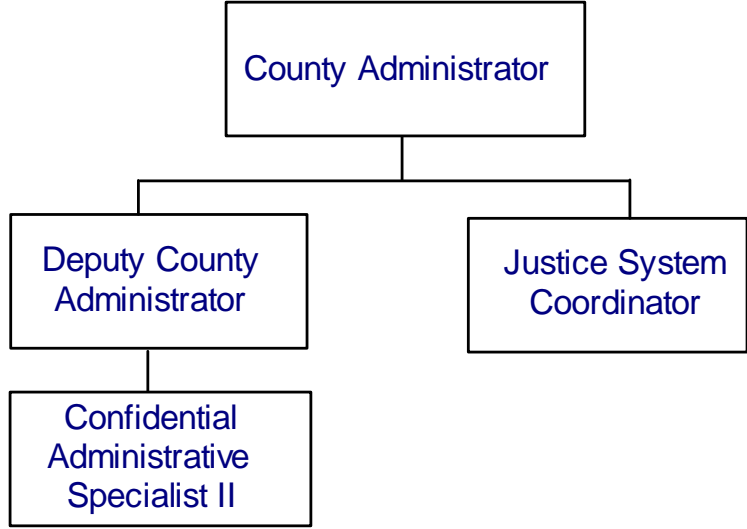 County Administrator
Deputy County
Administrator
Justice System
Coordinator
Confidential
Administrative
Specialist II